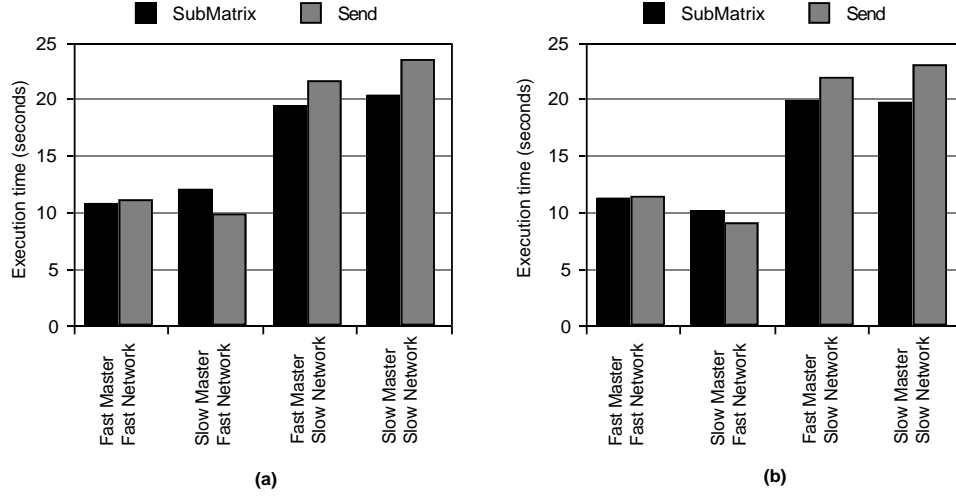 SubMatrix Send
Execution time (seconds)
25
20
15
10
5
0
Fast Master
Fast Network
Slow Master
Fast Network
Fast Master
Slow Network
Slow Master
Slow Network
(a)
SubMatrix Send
Execution time (seconds)
25
20
15
10
5
0
Fast Master
Fast Network
Slow Master
Fast Network
Fast Master
Slow Network
Slow Master
Slow Network
(b)